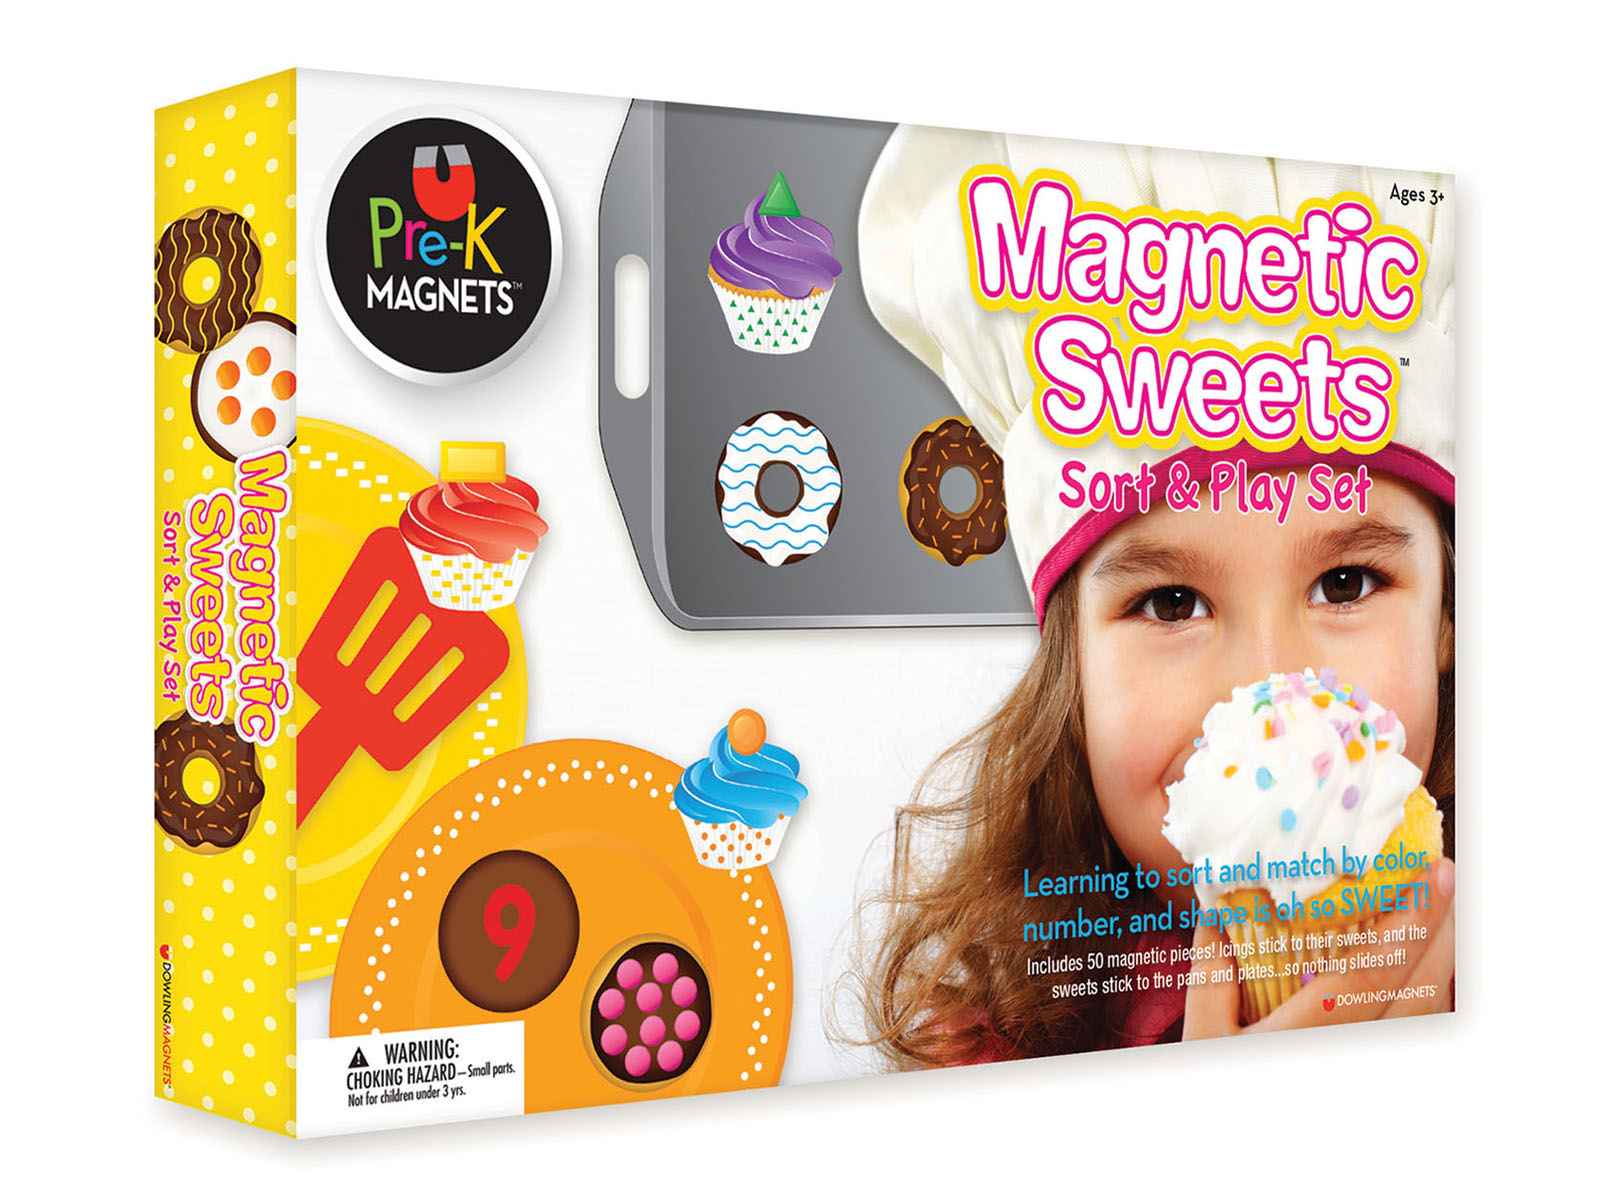 Pre-K
MAGNETS™
Ages 3+
Magnetic
Sweets™
Sort & Play Set
Magnetic
Sweets
Sort & Play Set
9
Learning to sort and match by color,
number, and shape is oh so SWEET!
Includes 50 magnetic pieces! Icings stick to their sweets, and the
sweets stick to the pans and plates...so nothing slides off!
DOWLINGMAGNETS®
DOWLINGMAGNETS®
WARNING:
CHOKING HAZARD – Small parts.
Not for children under 3 yrs.